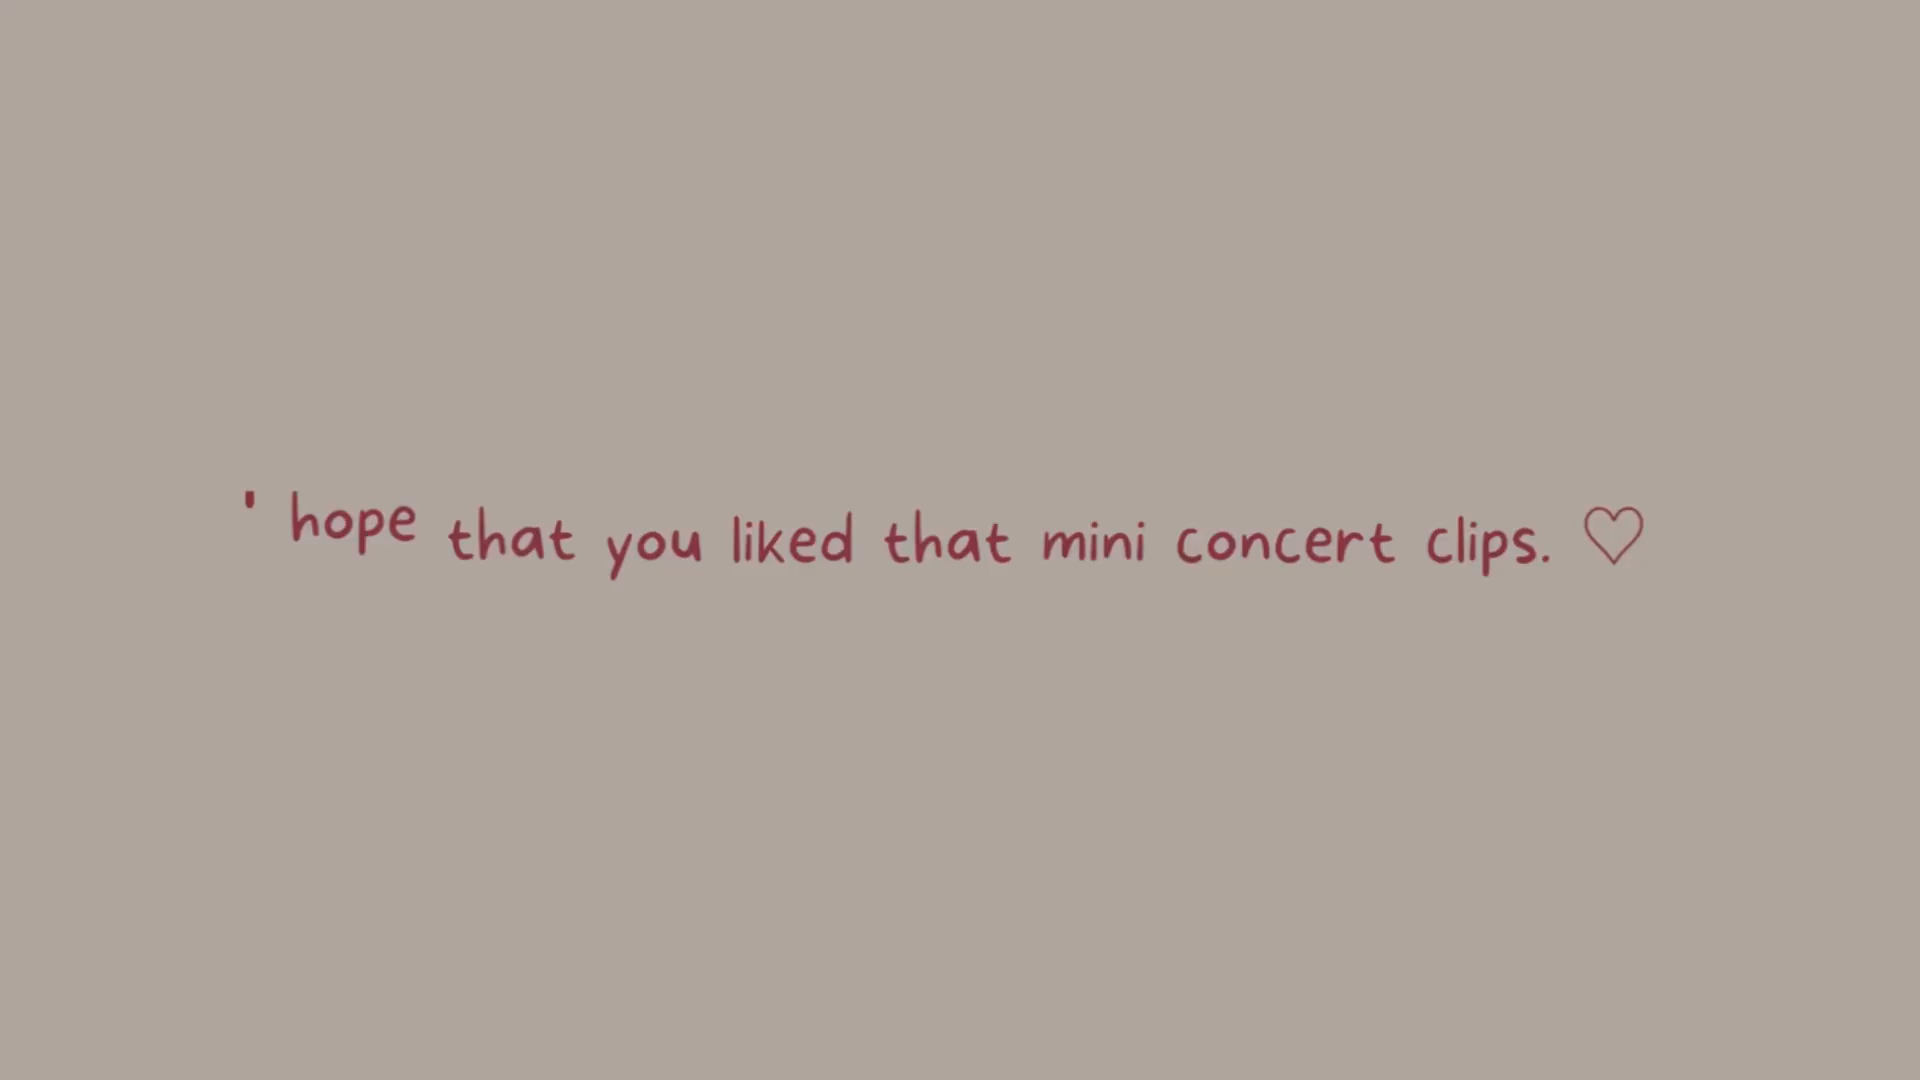 ' hope that you liked that mini concert clips. ♡